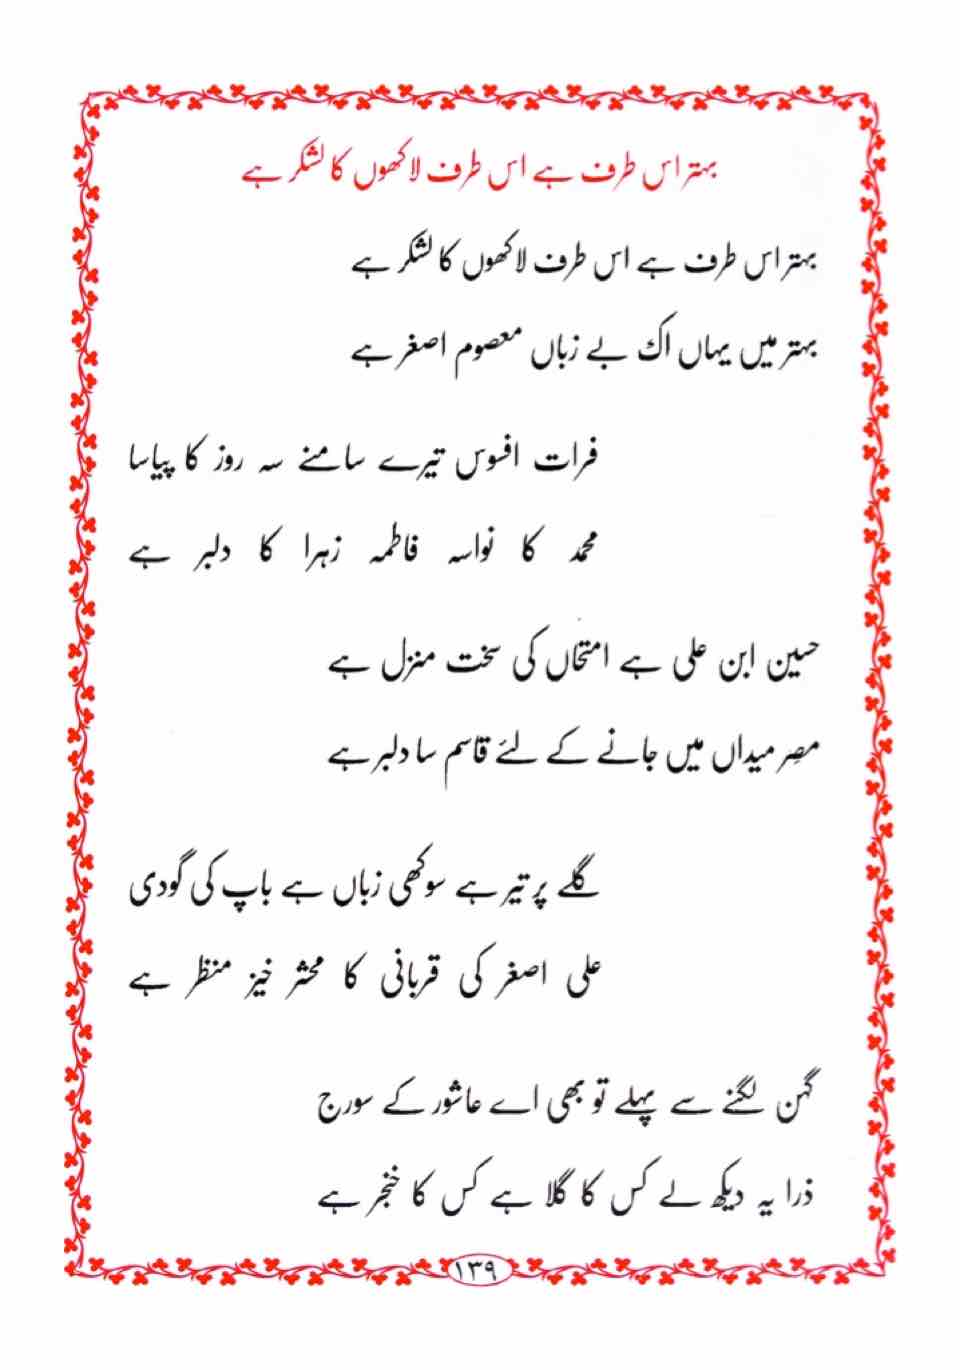 بہتر اس طرف ہے اس طرف لاکھوں کا لشکر ہے
بہتر اس طرف ہے اس طرف لاکھوں کا لشکر ہے
بہتر میں یہاں اک بے زباں معصوم اصغر ہے
فرات افسوس تیرے سامنے سہ روز کا پیاسا
محمد کا نواسہ فاطمہ زہرا کا دلبر ہے
حسین ابن علی ہے امتحاں کی سخت منزل ہے
مصِر میداں میں جانے کے لئے قاسم سا دلبر ہے
گلے پر تیر ہے سوکھی زباں ہے باپ کی گودی
علی اصغر کی قربانی کا محشر خیز منظر ہے
گہن لگنے سے پہلے تو بھی اے عاشور کے سورج
ذرا یہ دیکھ لے کس کا گلا ہے کس کا خنجر ہے
۱۳۹